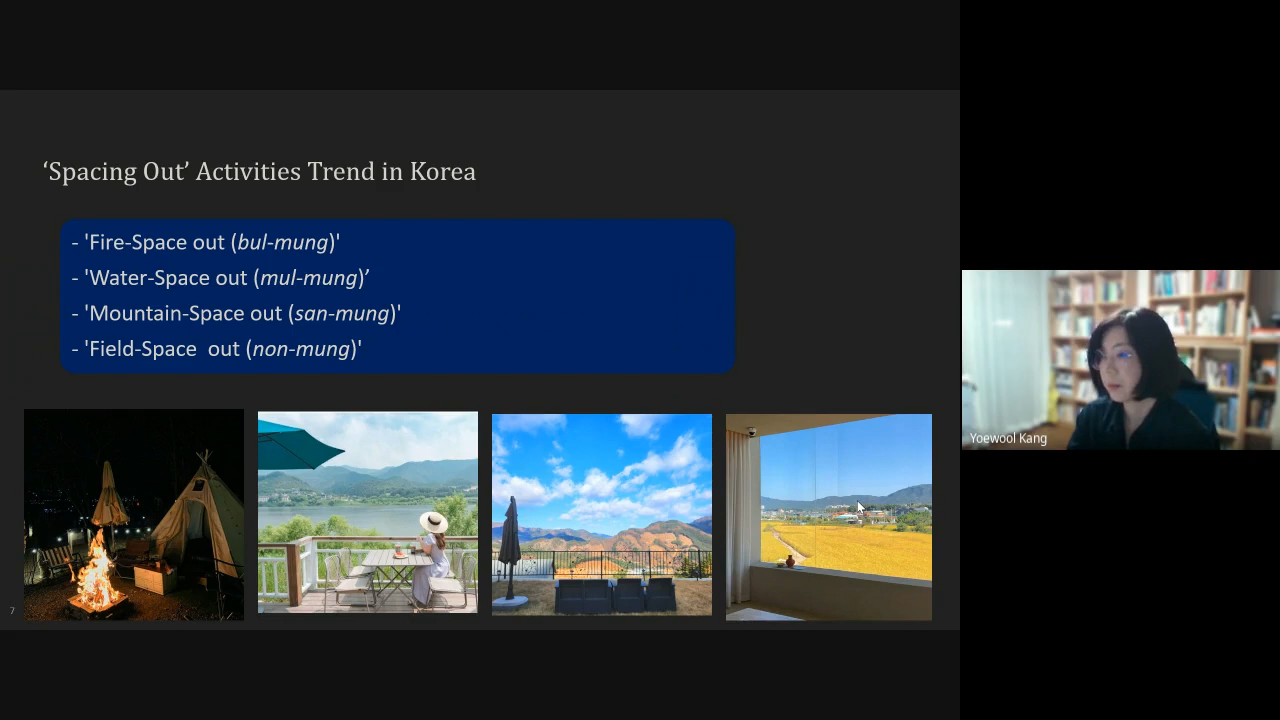 ‘Spacing Out’ Activities Trend in Korea
- 'Fire-Space out (bul-mung)'
- 'Water-Space out (mul-mung)’
- 'Mountain-Space out (san-mung)'
- 'Field-Space  out (non-mung)'
7
Yoewool Kang